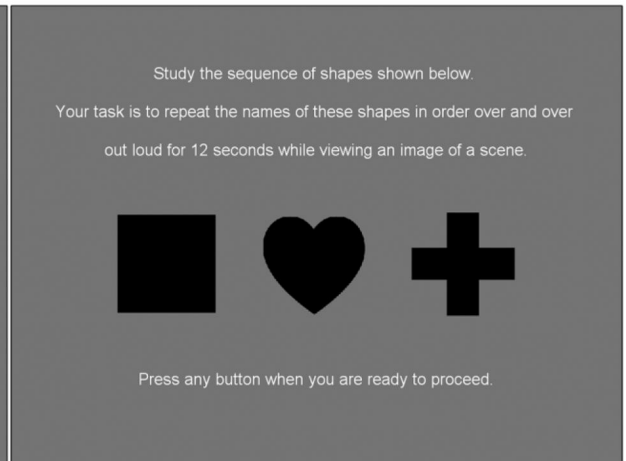 Study the sequence of shapes shown below.
Your task is to repeat the names of these shapes in order over and over
out loud for 12 seconds while viewing an image of a scene.
Press any button when you are ready to proceed.